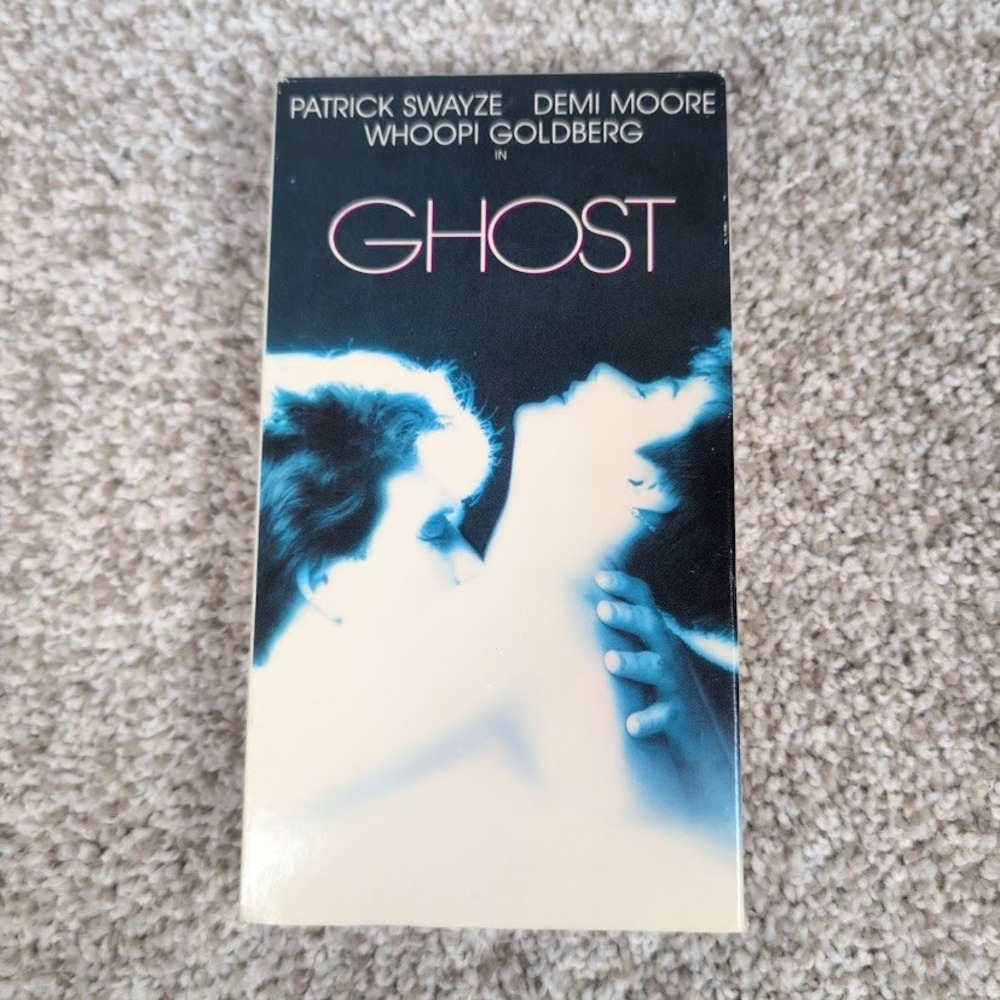 PATRICK SWAYZE DEMI MOORE
WHOOPI GOLDBERG
IN
GHOST